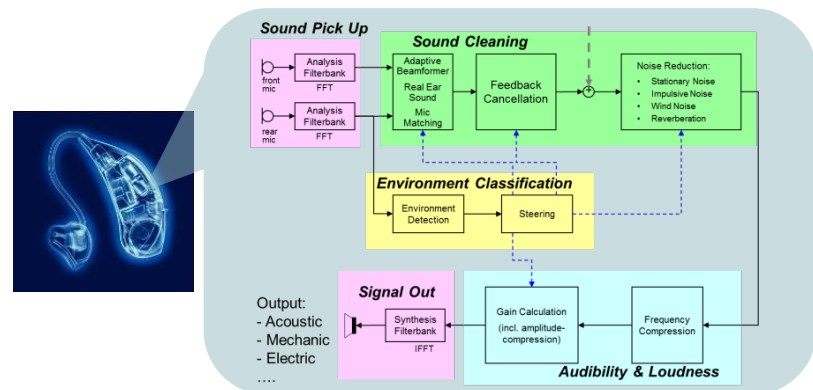 Sound Pick Up
Sound Cleaning
front
mic
Analysis
Filterbank
FFT
rear
mic
Analysis
Filterbank
FFT
Adaptive
Beamformer
Real Ear
Sound
Mic
Matching
Feedback
Cancellation
+
Noise Reduction:
• Stationary Noise
• Impulsive Noise
• Wind Noise
• Reverberation
Environment Classification
Environment
Detection
Steering
Signal Out
Output:
- Acoustic
- Mechanic
- Electric
....
Synthesis
Filterbank
IFFT
Gain Calculation
(incl. amplitude-
compression)
Frequency
Compression
Audibility & Loudness